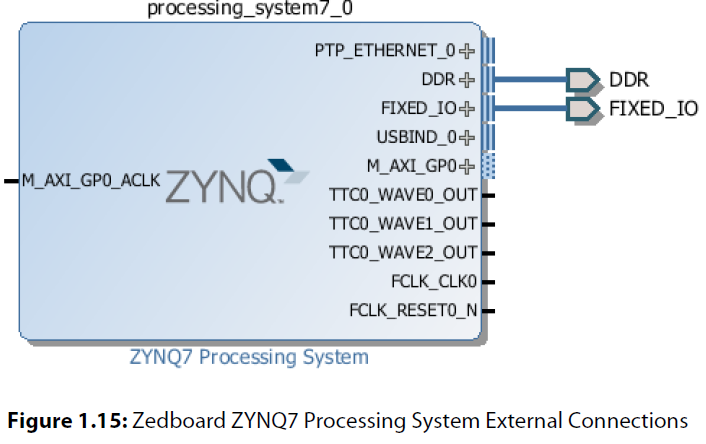 processing_system7_0
PTP_ETHERNET_0
DDR
DDR
FIXED_IO
FIXED_IO
USBIND_0
M_AXI_GP0
M_AXI_GP0_ACLK
ZYNQ
TTC0_WAVE0_OUT
TTC0_WAVE1_OUT
TTC0_WAVE2_OUT
FCLK_CLK0
FCLK_RESET0_N
ZYNQ7 Processing System
Figure 1.15: Zedboard ZYNQ7 Processing System External Connections